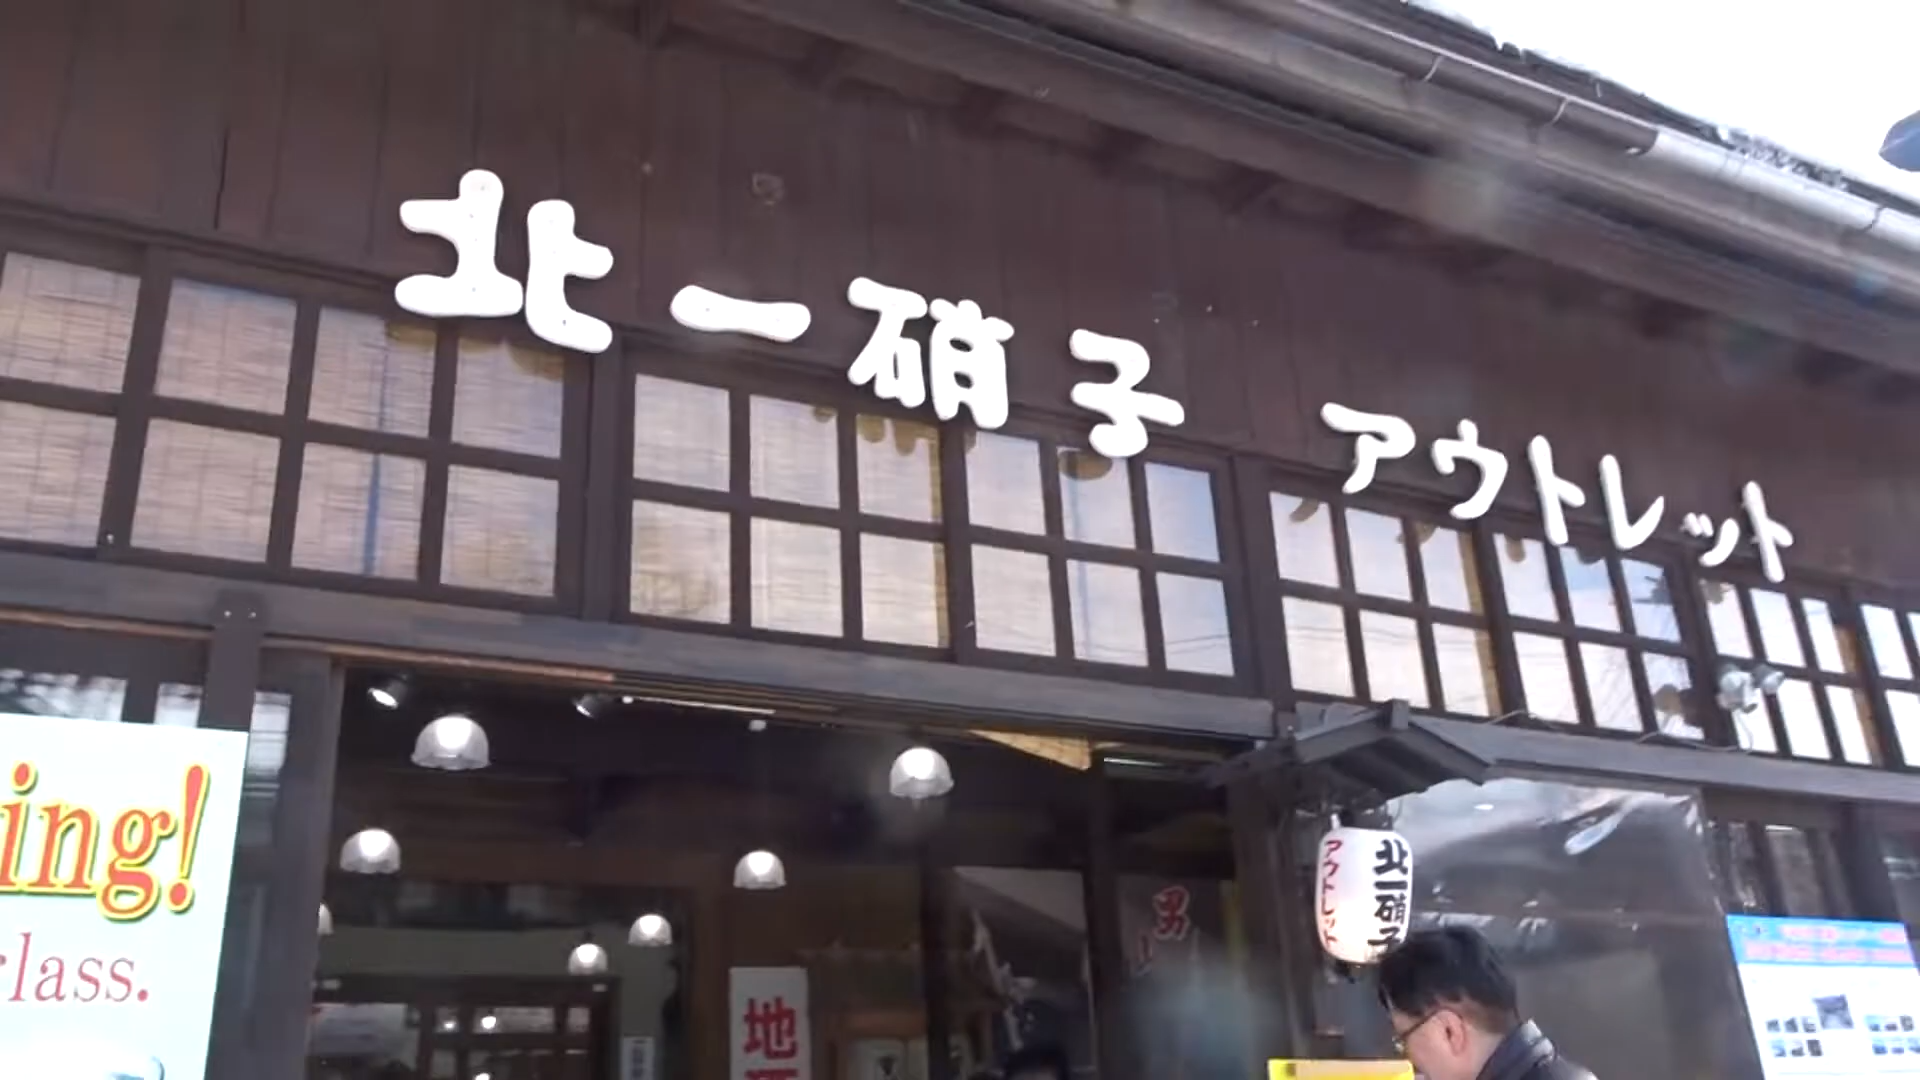 北一硝子 アウトレット
ing!
lass.
北一硝子
アウトレット
男
地